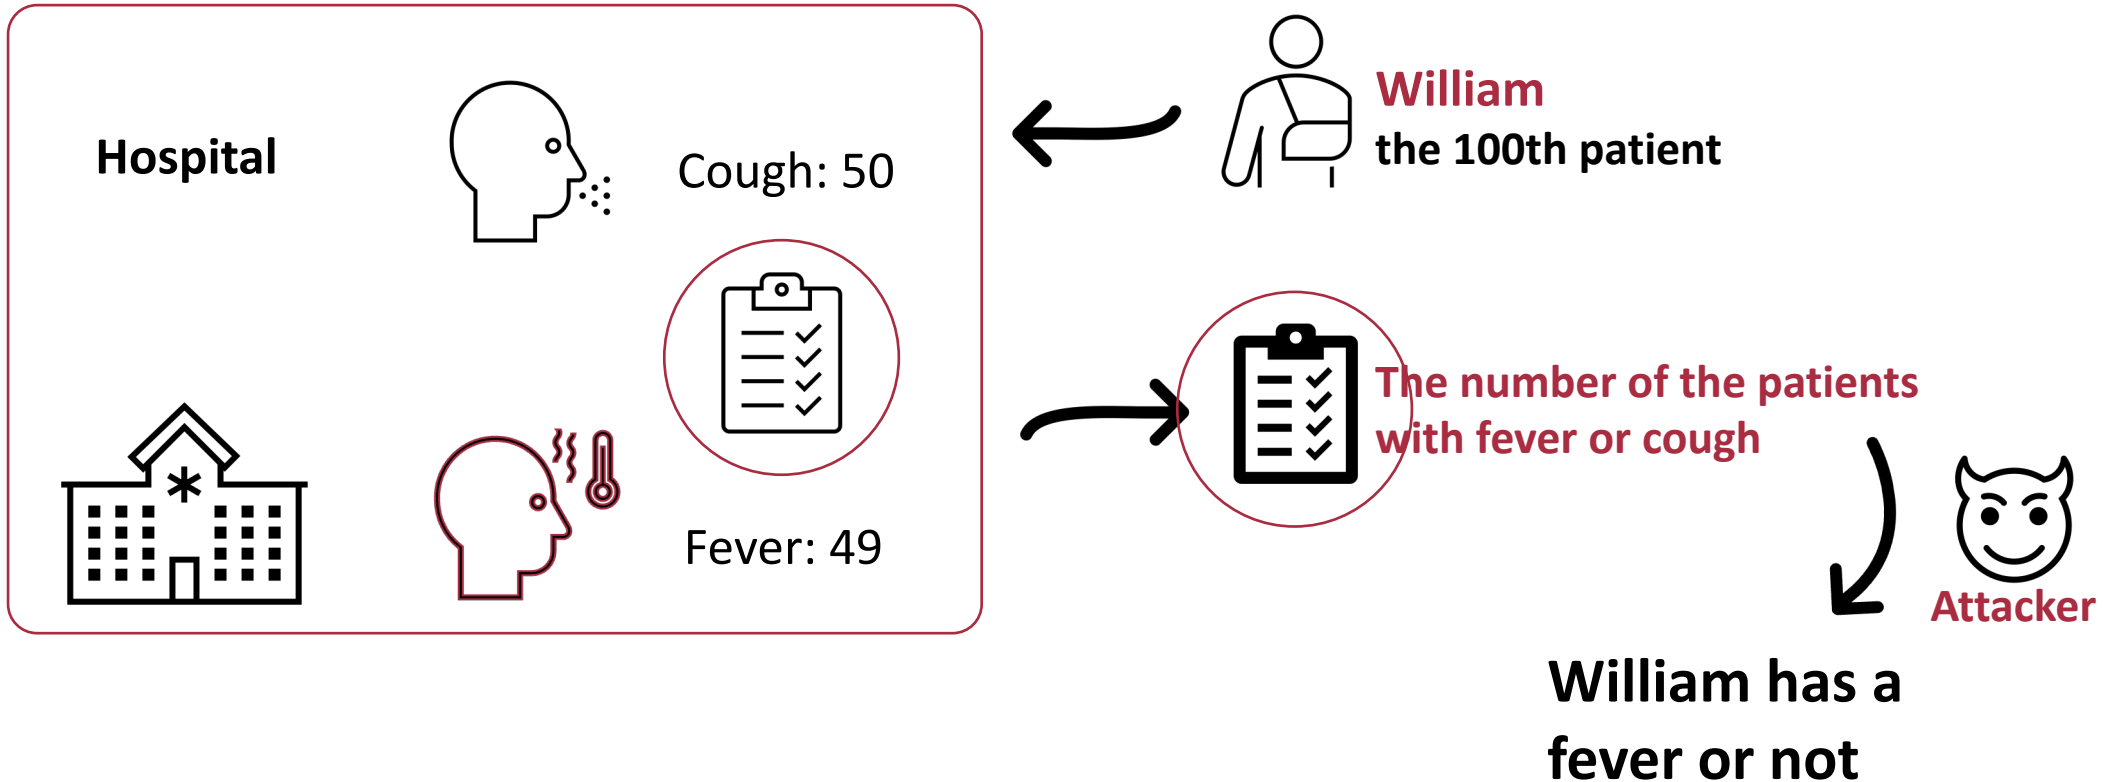 Hospital
Cough: 50
Fever: 49
William
the 100th patient
The number of the patients
with fever or cough
Attacker
William has a
fever or not